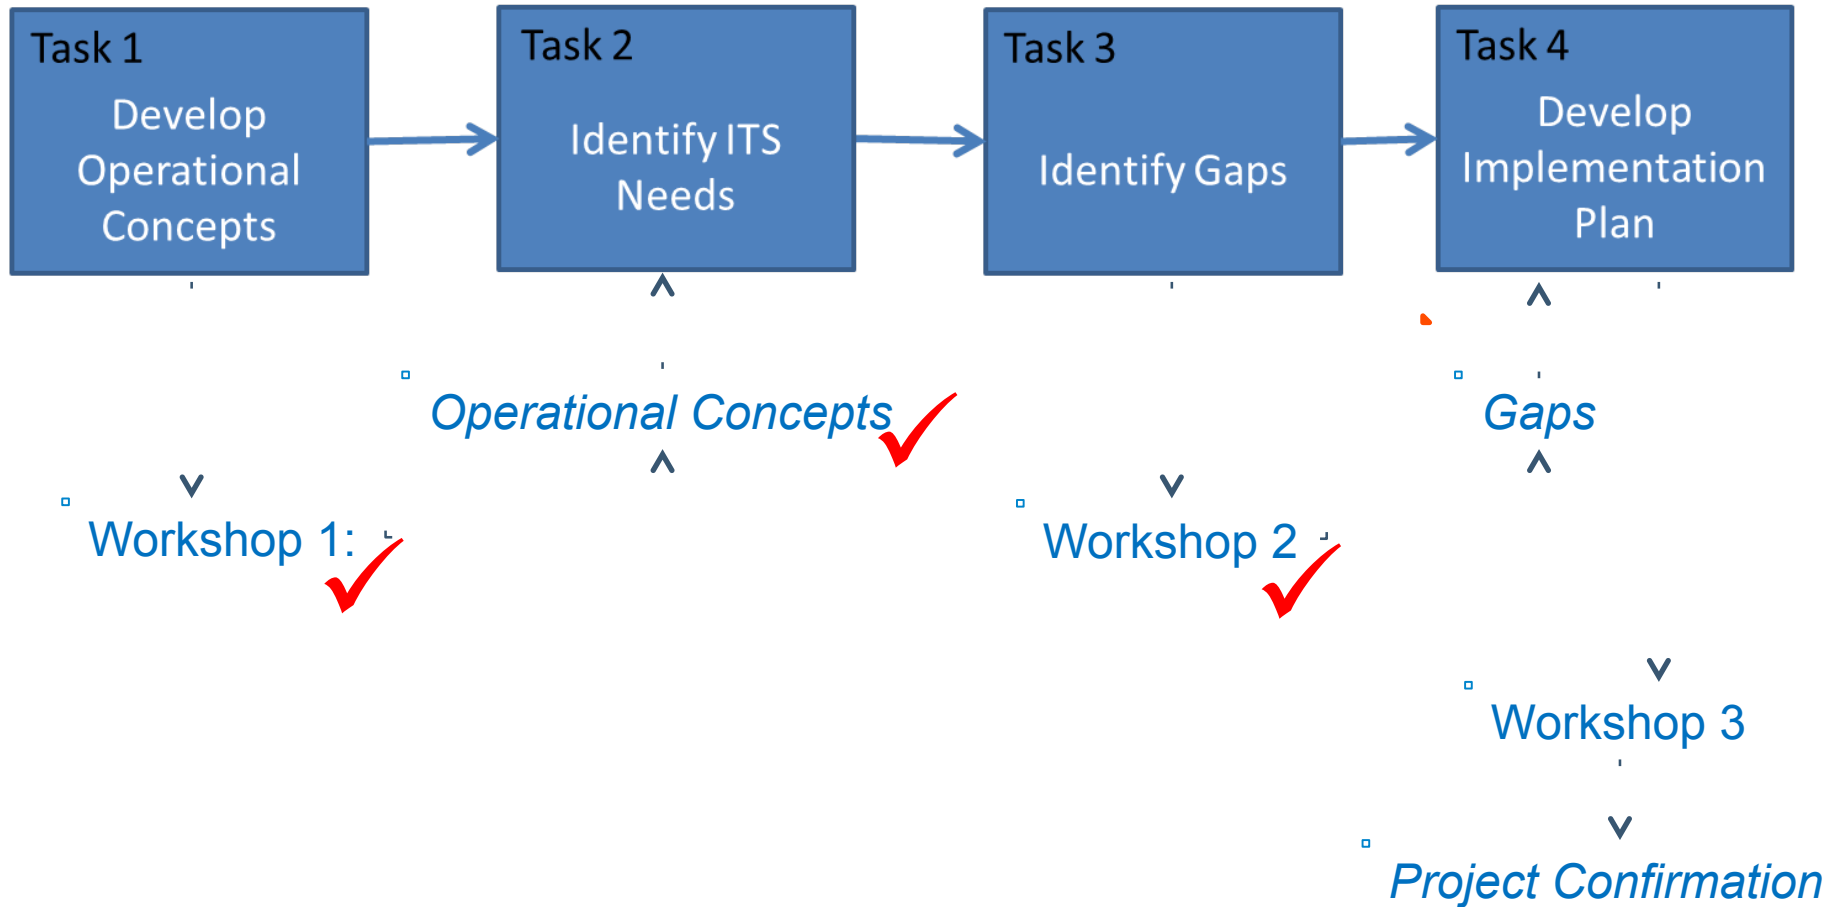 Task 1
Develop
Operational
Concepts
Task 2
Identify ITS
Needs
Task 3
Identify Gaps
Task 4
Develop
Implementation
Plan
Operational Concepts
Gaps
Workshop 1:
Workshop 2
Workshop 3
Project Confirmation